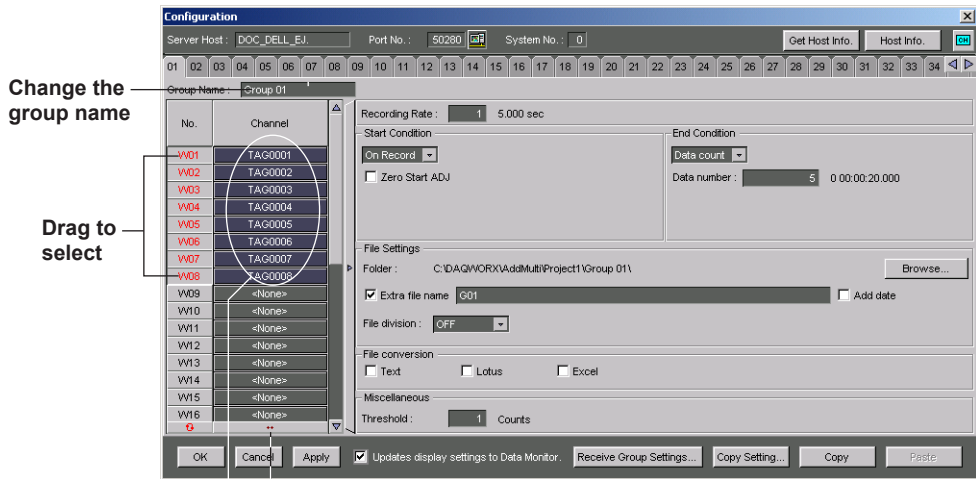 Configuration
Server Host : DOC_DELL_EJ. Port No. : 50280 System No. : 0 Get Host Info. Host Info.
01 02 03 04 05 06 07 08 09 10 11 12 13 14 15 16 17 18 19 20 21 22 23 24 25 26 27 28 29 30 31 32 33 34
Change the
group name
Group Name : Group 01
No. Channel
W01 TAG0001
W02 TAG0002
W03 TAG0003
W04 TAG0004
W05 TAG0005
W06 TAG0006
W07 TAG0007
W08 TAG0008
W09 <None>
W10 <None>
W11 <None>
W12 <None>
W13 <None>
W14 <None>
W15 <None>
W16 <None>
Drag to
select
Recording Rate : 1 5.000 sec
Start Condition
On Record
Zero Start ADJ
End Condition
Data count
Data number : 5 0 00:00:20.000
File Settings
Folder : C:\DAQWORX\AddMulti\Project1\Group 01\ Browse...
Extra file name G01 Add date
File division : OFF
File conversion
Text Lotus Excel
Miscellaneous
Threshold : 1 Counts
OK Cancel Apply Updates display settings to Data Monitor. Receive Group Settings... Copy Setting... Copy Paste